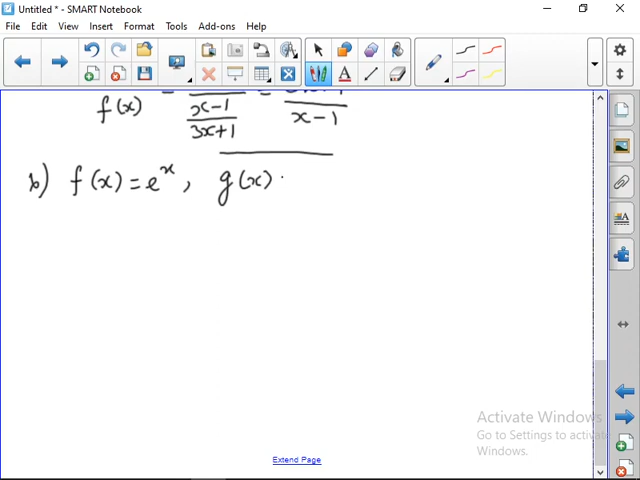 Untitled * - SMART Notebook
File Edit View Insert Format Tools Add-ons Help
f(x) = = 
x-1 x-1
3x+1
b) f(x) = e^x, g(x)
Activate Windows
Go to Settings to activate
Windows.
Extend Page